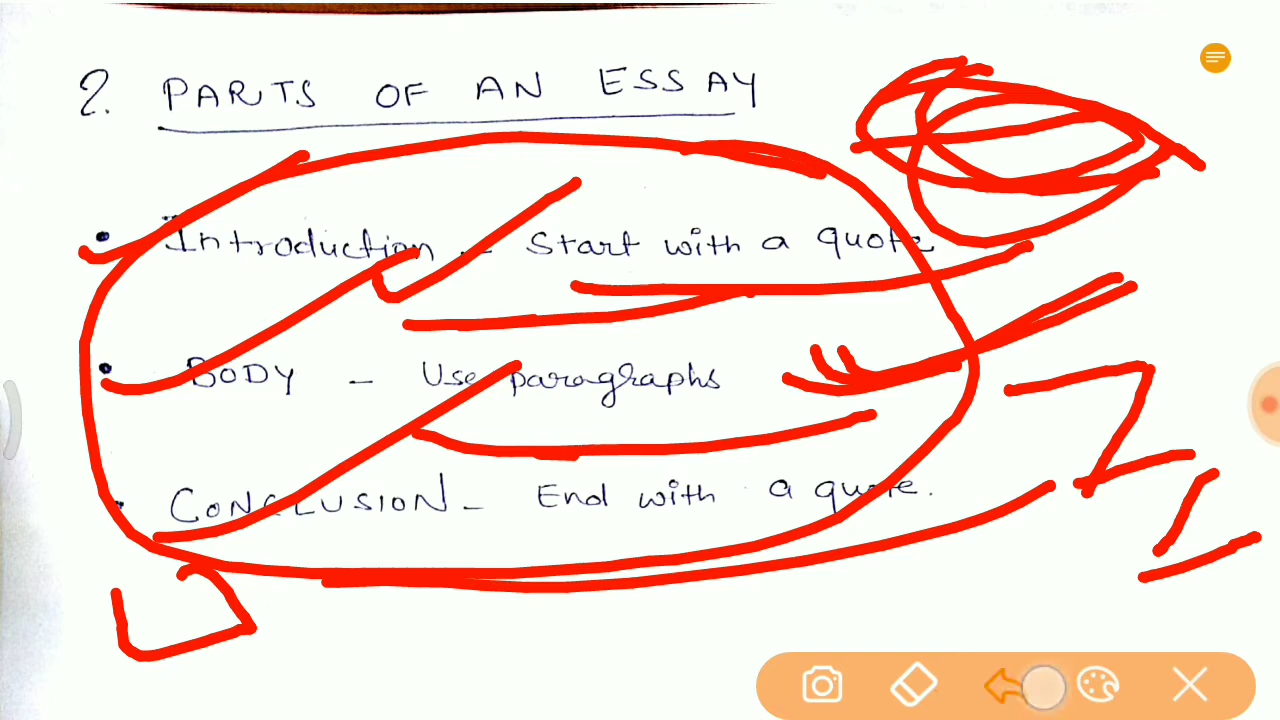 2. PARTS OF AN ESSAY
• Introduction - Start with a quote
• BODY - Use paragraphs
• CONCLUSION - End with a quote.